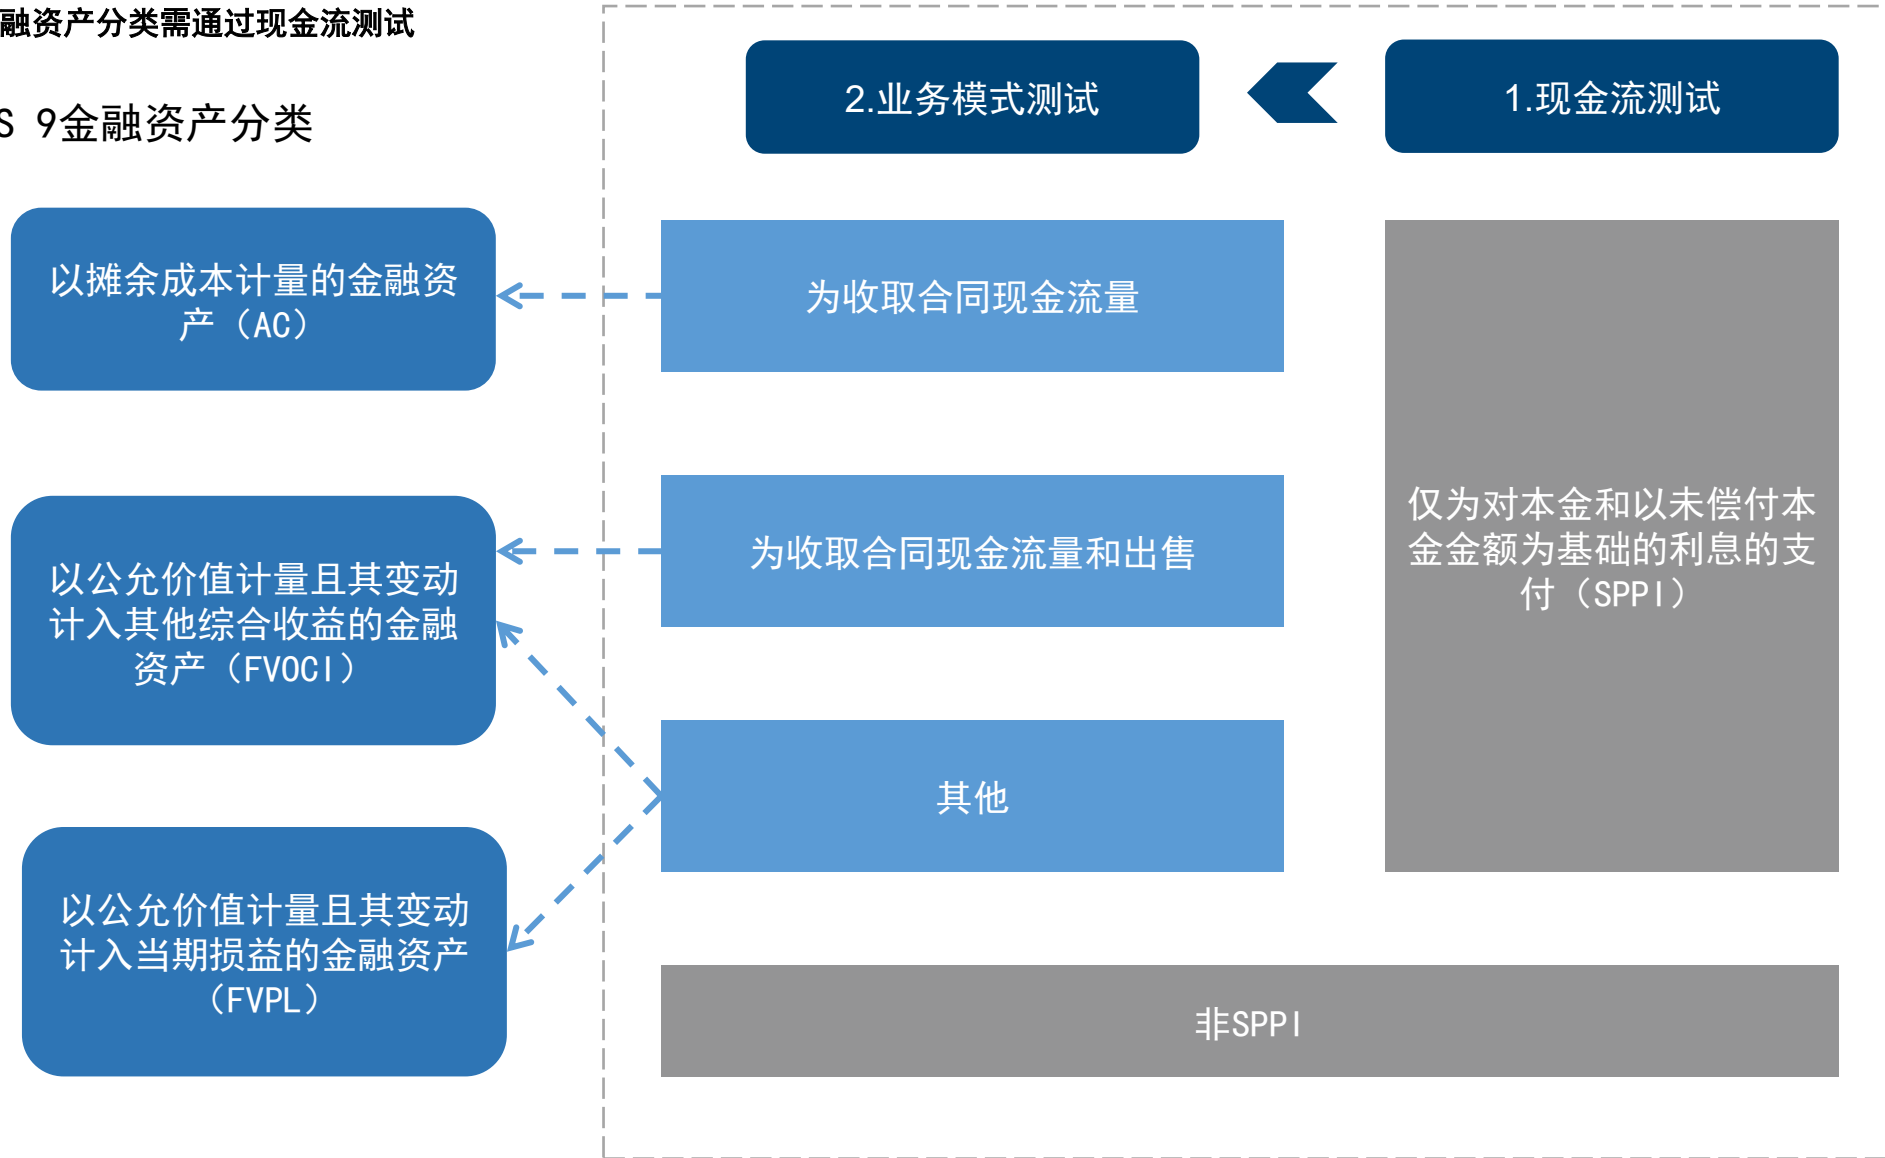 融资产分类需通过现金流测试
S 9金融资产分类
2.业务模式测试
1.现金流测试
以摊余成本计量的金融资
产（AC）
为收取合同现金流量
以公允价值计量且其变动
计入其他综合收益的金融
资产（FVOCI）
为收取合同现金流量和出售
仅为对本金和以未偿付本
金金额为基础的利息的支
付（SPPI）
其他
以公允价值计量且其变动
计入当期损益的金融资产
（FVPL）
非SPPI